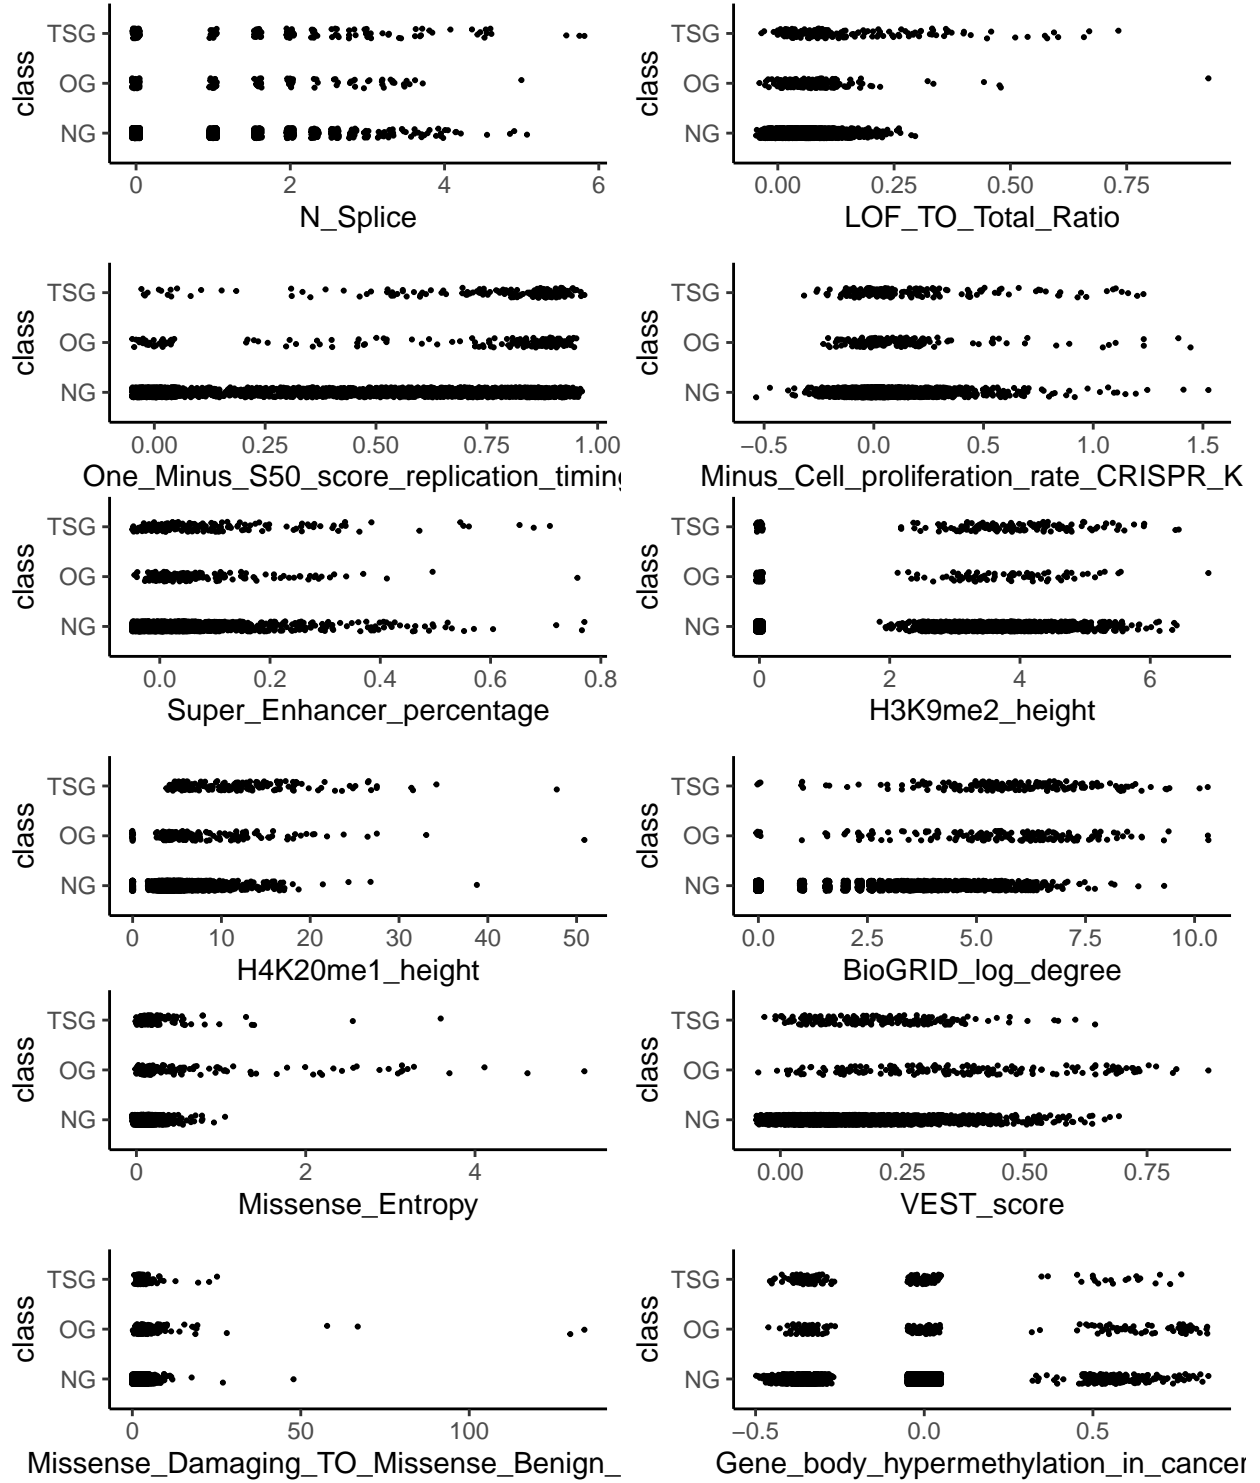 class
TSG
OG
NG
0 2 4 6
N_Splice
class
TSG
OG
NG
0.00 0.25 0.50 0.75
LOF_TO_Total_Ratio
class
TSG
OG
NG
0.00 0.25 0.50 0.75 1.00
One_Minus_S50_score_replication_timing
class
TSG
OG
NG
−0.5 0.0 0.5 1.0 1.5
Minus_Cell_proliferation_rate_CRISPR_K
class
TSG
OG
NG
0.0 0.2 0.4 0.6 0.8
Super_Enhancer_percentage
class
TSG
OG
NG
0 2 4 6
H3K9me2_height
class
TSG
OG
NG
0 10 20 30 40 50
H4K20me1_height
class
TSG
OG
NG
0.0 2.5 5.0 7.5 10.0
BioGRID_log_degree
class
TSG
OG
NG
0 2 4
Missense_Entropy
class
TSG
OG
NG
0.00 0.25 0.50 0.75
VEST_score
class
TSG
OG
NG
0 50 100
Missense_Damaging_TO_Missense_Benign_
class
TSG
OG
NG
−0.5 0.0 0.5
Gene_body_hypermethylation_in_cancer